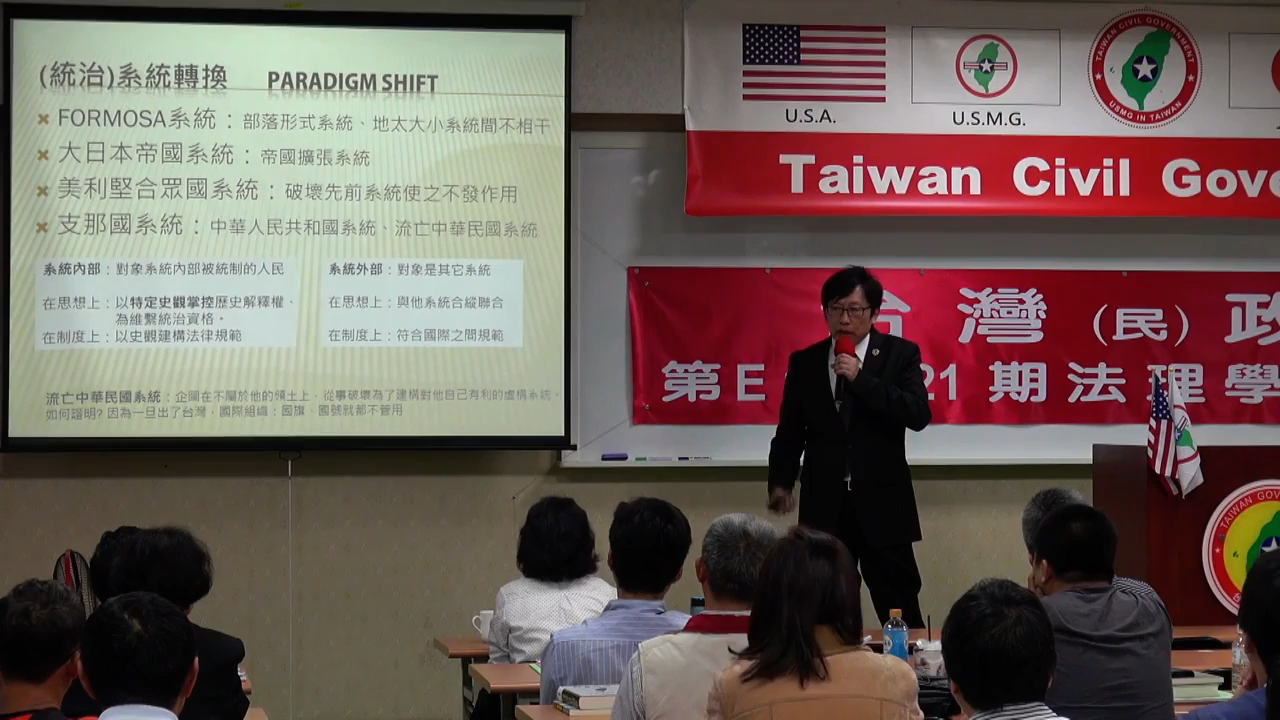 (統治)系統轉換 PARADIGM SHIFT
FORMOSA系統：部落形式系統、地太大小系統間不相干
大日本帝國系統：帝國擴張系統
美利堅合眾國系統：破壞先前系統使之不發作用
支那國系統：中華人民共和國系統、流亡中華民國系統
系統內部：對象系統內部被統制的人民
在思想上：以特定史觀掌控歷史解釋權、
為維繫統治資格。
在制度上：以史觀建構法律規範
系統外部：對象是其它系統
在思想上：與他系統合縱聯合
在制度上：符合國際之間規範
流亡中華民國系統：企圖在不屬於他的領土上，從事破壞為了建構對他自己有利的虛構系統。
如何證明?因為一旦出了台灣，國際組織：國旗、國號就都不管用
U.S.A.
U.S.M.G.
TAIWAN CIVIL GOVERNMENT
USMG IN TAIWAN
Taiwan Civil Gove
台灣(民)政
第E 21期法理學
TAIWAN GOV